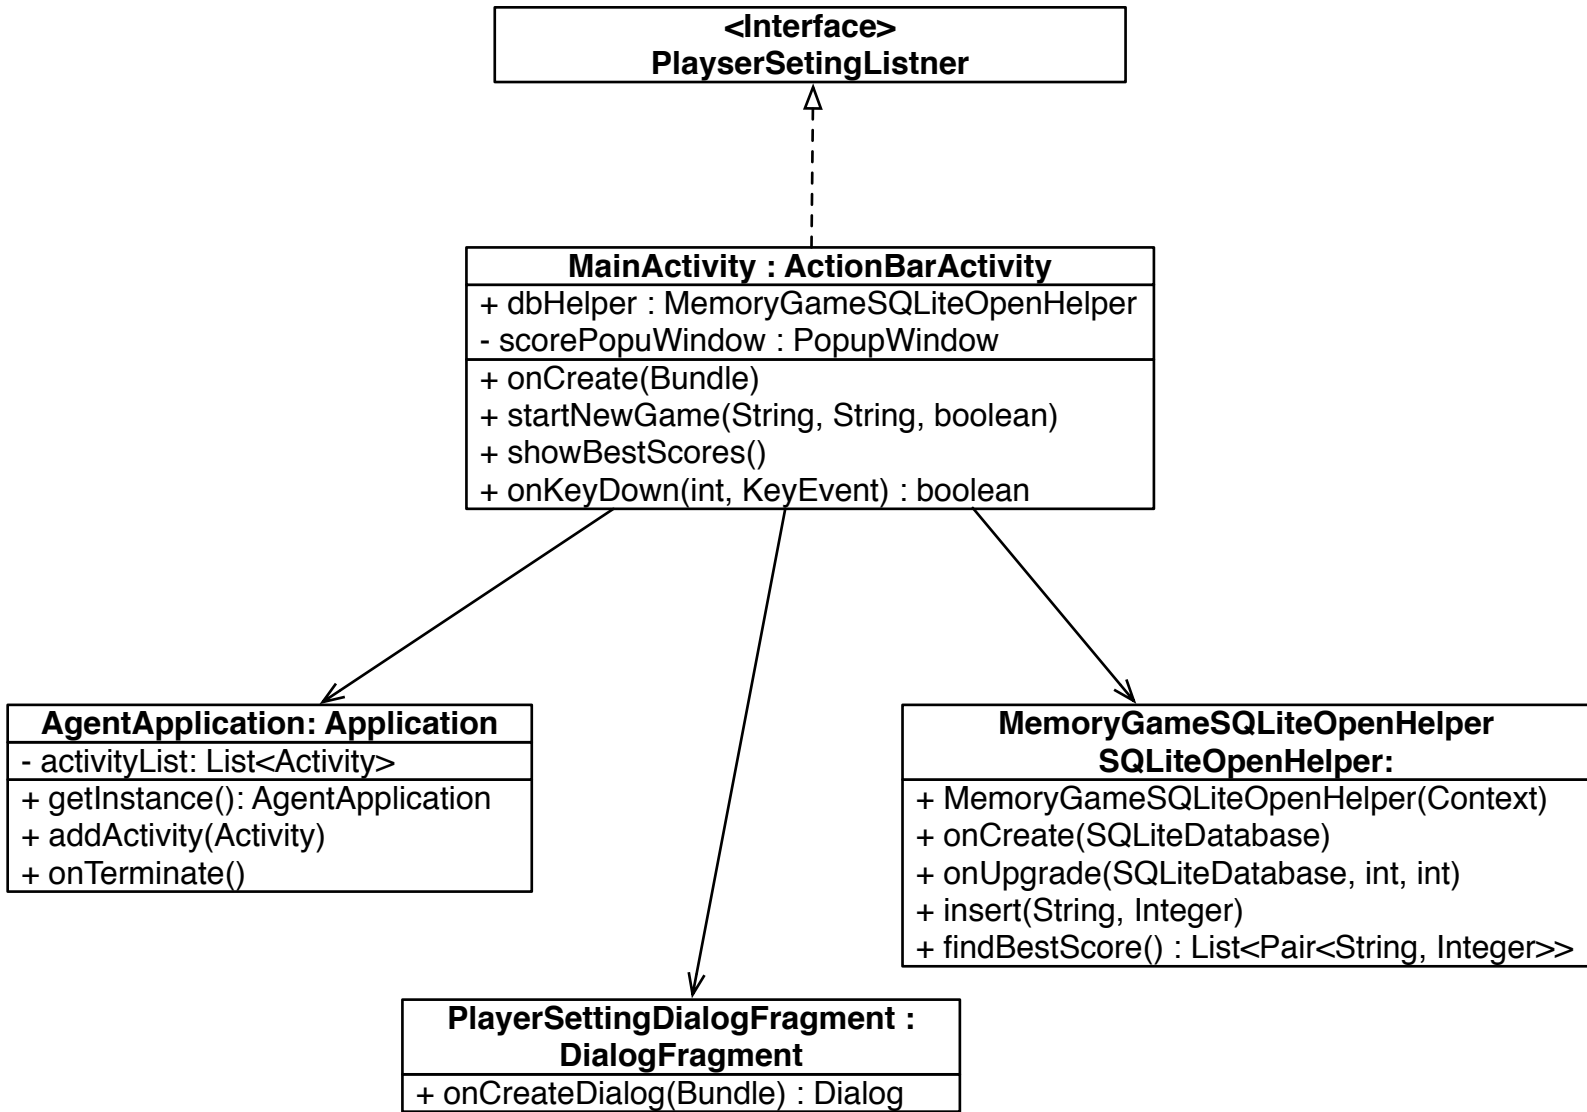 <Interface>
PlayserSetingListner
MainActivity : ActionBarActivity
+ dbHelper : MemoryGameSQLiteOpenHelper
- scorePopuWindow : PopupWindow
+ onCreate(Bundle)
+ startNewGame(String, String, boolean)
+ showBestScores()
+ onKeyDown(int, KeyEvent) : boolean
AgentApplication: Application
- activityList: List<Activity>
+ getInstance(): AgentApplication
+ addActivity(Activity)
+ onTerminate()
MemoryGameSQLiteOpenHelper
SQLiteOpenHelper:
+ MemoryGameSQLiteOpenHelper(Context)
+ onCreate(SQLiteDatabase)
+ onUpgrade(SQLiteDatabase, int, int)
+ insert(String, Integer)
+ findBestScore() : List<Pair<String, Integer>>
PlayerSettingDialogFragment :
DialogFragment
+ onCreateDialog(Bundle) : Dialog